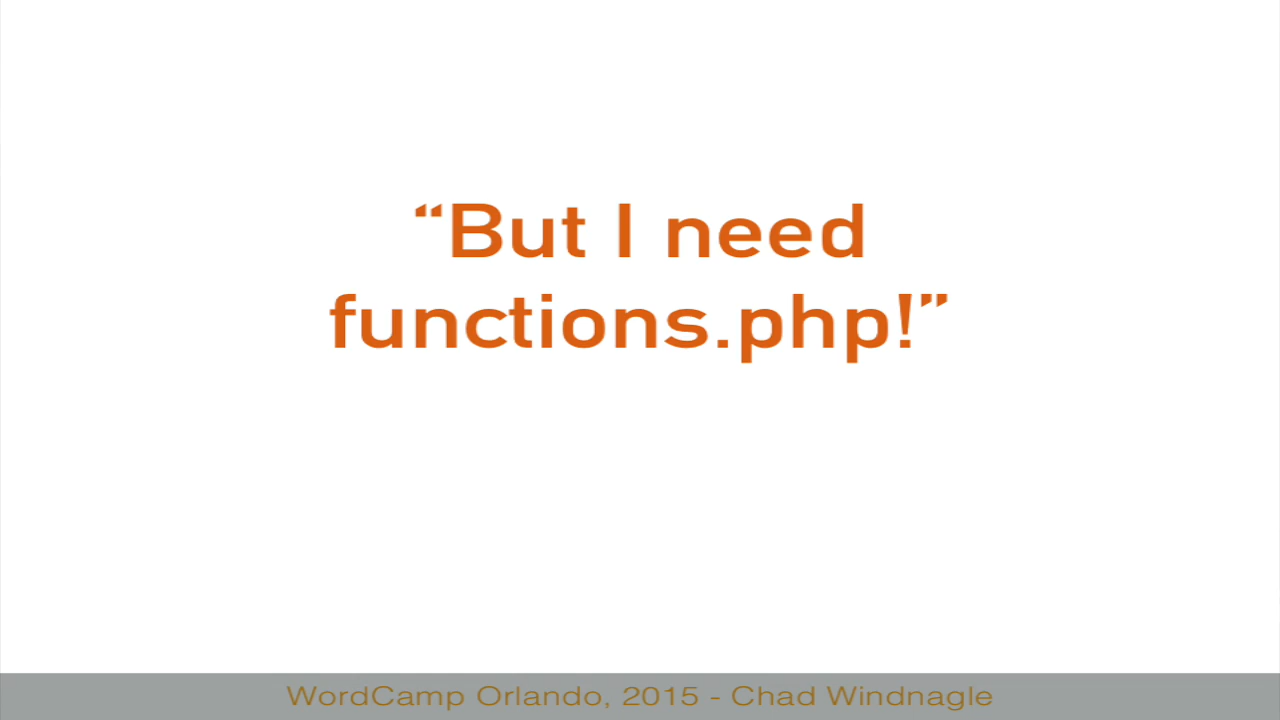 “But I need
functions.php!”
WordCamp Orlando, 2015 - Chad Windnagle